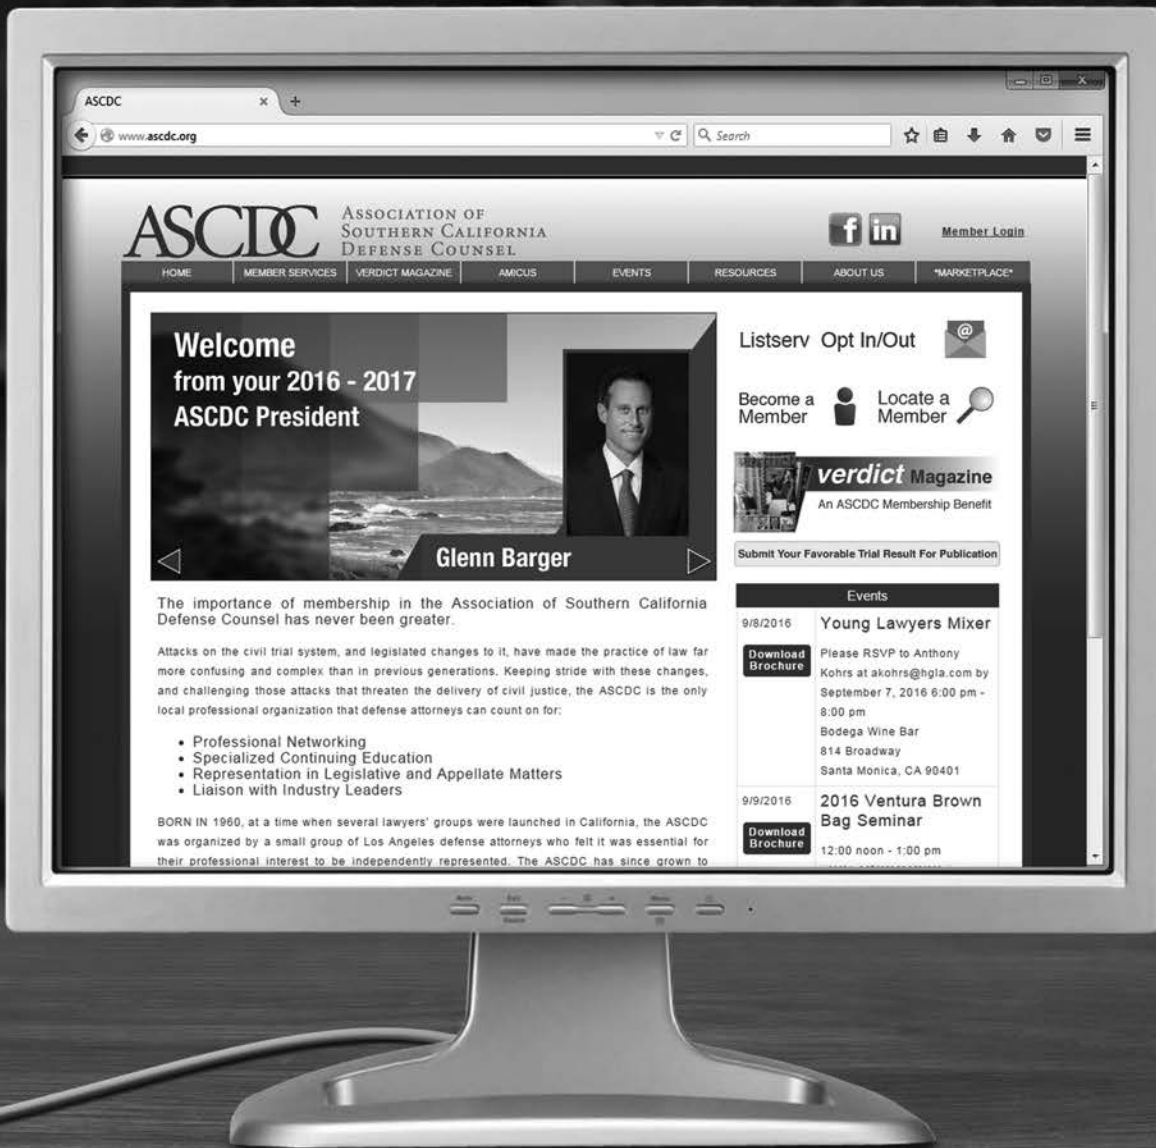 ASCDC
www.ascdc.org
Search
ASCDC
ASSOCIATION OF
SOUTHERN CALIFORNIA
DEFENSE COUNSEL
f in
Member Login
HOME MEMBER SERVICES VERDICT MAGAZINE AMICUS EVENTS RESOURCES ABOUT US *MARKETPLACE*
Welcome
from your 2016 - 2017
ASCDC President
Glenn Barger
The importance of membership in the Association of Southern California
Defense Counsel has never been greater.
Attacks on the civil trial system, and legislated changes to it, have made the practice of law far
more confusing and complex than in previous generations. Keeping stride with these changes,
and challenging those attacks that threaten the delivery of civil justice, the ASCDC is the only
local professional organization that defense attorneys can count on for:
• Professional Networking
• Specialized Continuing Education
• Representation in Legislative and Appellate Matters
• Liaison with Industry Leaders
BORN IN 1960, at a time when several lawyers' groups were launched in California, the ASCDC
was organized by a small group of Los Angeles defense attorneys who felt it was essential for
their professional interest to be independently represented. The ASCDC has since grown to
Listserv Opt In/Out
@
Become a
Member
Locate a
Member
verdict Magazine
An ASCDC Membership Benefit
Submit Your Favorable Trial Result For Publication
Events
9/8/2016
Download
Brochure
Young Lawyers Mixer
Please RSVP to Anthony
Kohrs at akohrs@hgla.com by
September 7, 2016 6:00 pm -
8:00 pm
Bodega Wine Bar
814 Broadway
Santa Monica, CA 90401
9/9/2016
Download
Brochure
2016 Ventura Brown
Bag Seminar
12:00 noon - 1:00 pm